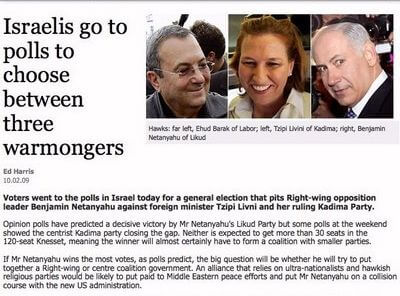 Israelis go to
polls to
choose
between
three
warmongers
Hawks: far left, Ehud Barak of Labor; left, Tzipi Livini of Kadima; right, Benjamin
Netanyahu of Likud
Ed Harris
10.02.09
Voters went to the polls in Israel today for a general election that pits Right-wing opposition
leader Benjamin Netanyahu against foreign minister Tzipi Livni and her ruling Kadima Party.
Opinion polls have predicted a decisive victory by Mr Netanyahu's Likud Party but some polls at the weekend
showed the centrist Kadima party closing the gap. Neither is expected to get more than 30 seats in the
120-seat Knesset, meaning the winner will almost certainly have to form a coalition with smaller parties.
If Mr Netanyahu wins the most votes, as polls predict, the big question will be whether he will try to put
together a Right-wing or centre coalition government. An alliance that relies on ultra-nationalists and hawkish
religious parties would be likely to put paid to Middle Eastern peace efforts and put Mr Netanyahu on a collision
course with the new US administration.